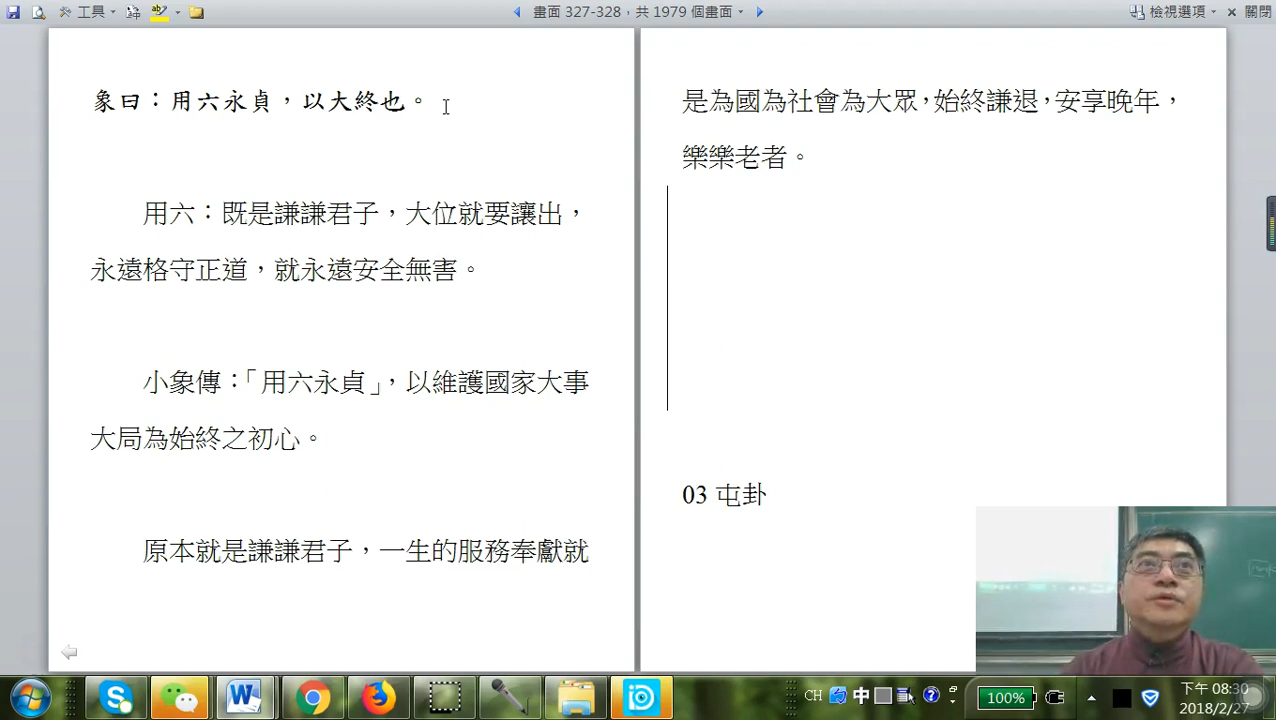 工具
畫面 327-328，共 1979 個畫面
檢視選項
關閉
象曰：用六永貞，以大終也。
用六：既是謙謙君子，大位就要讓出，
永遠格守正道，就永遠安全無害。
小象傳：「用六永貞」，以維護國家大事
大局為始終之初心。
原本就是謙謙君子，一生的服務奉獻就
是為國為社會為大眾，始終謙退，安享晚年，
樂樂老者。
03 屯卦
CH
中
100%
下午 08:30
2018/2/27